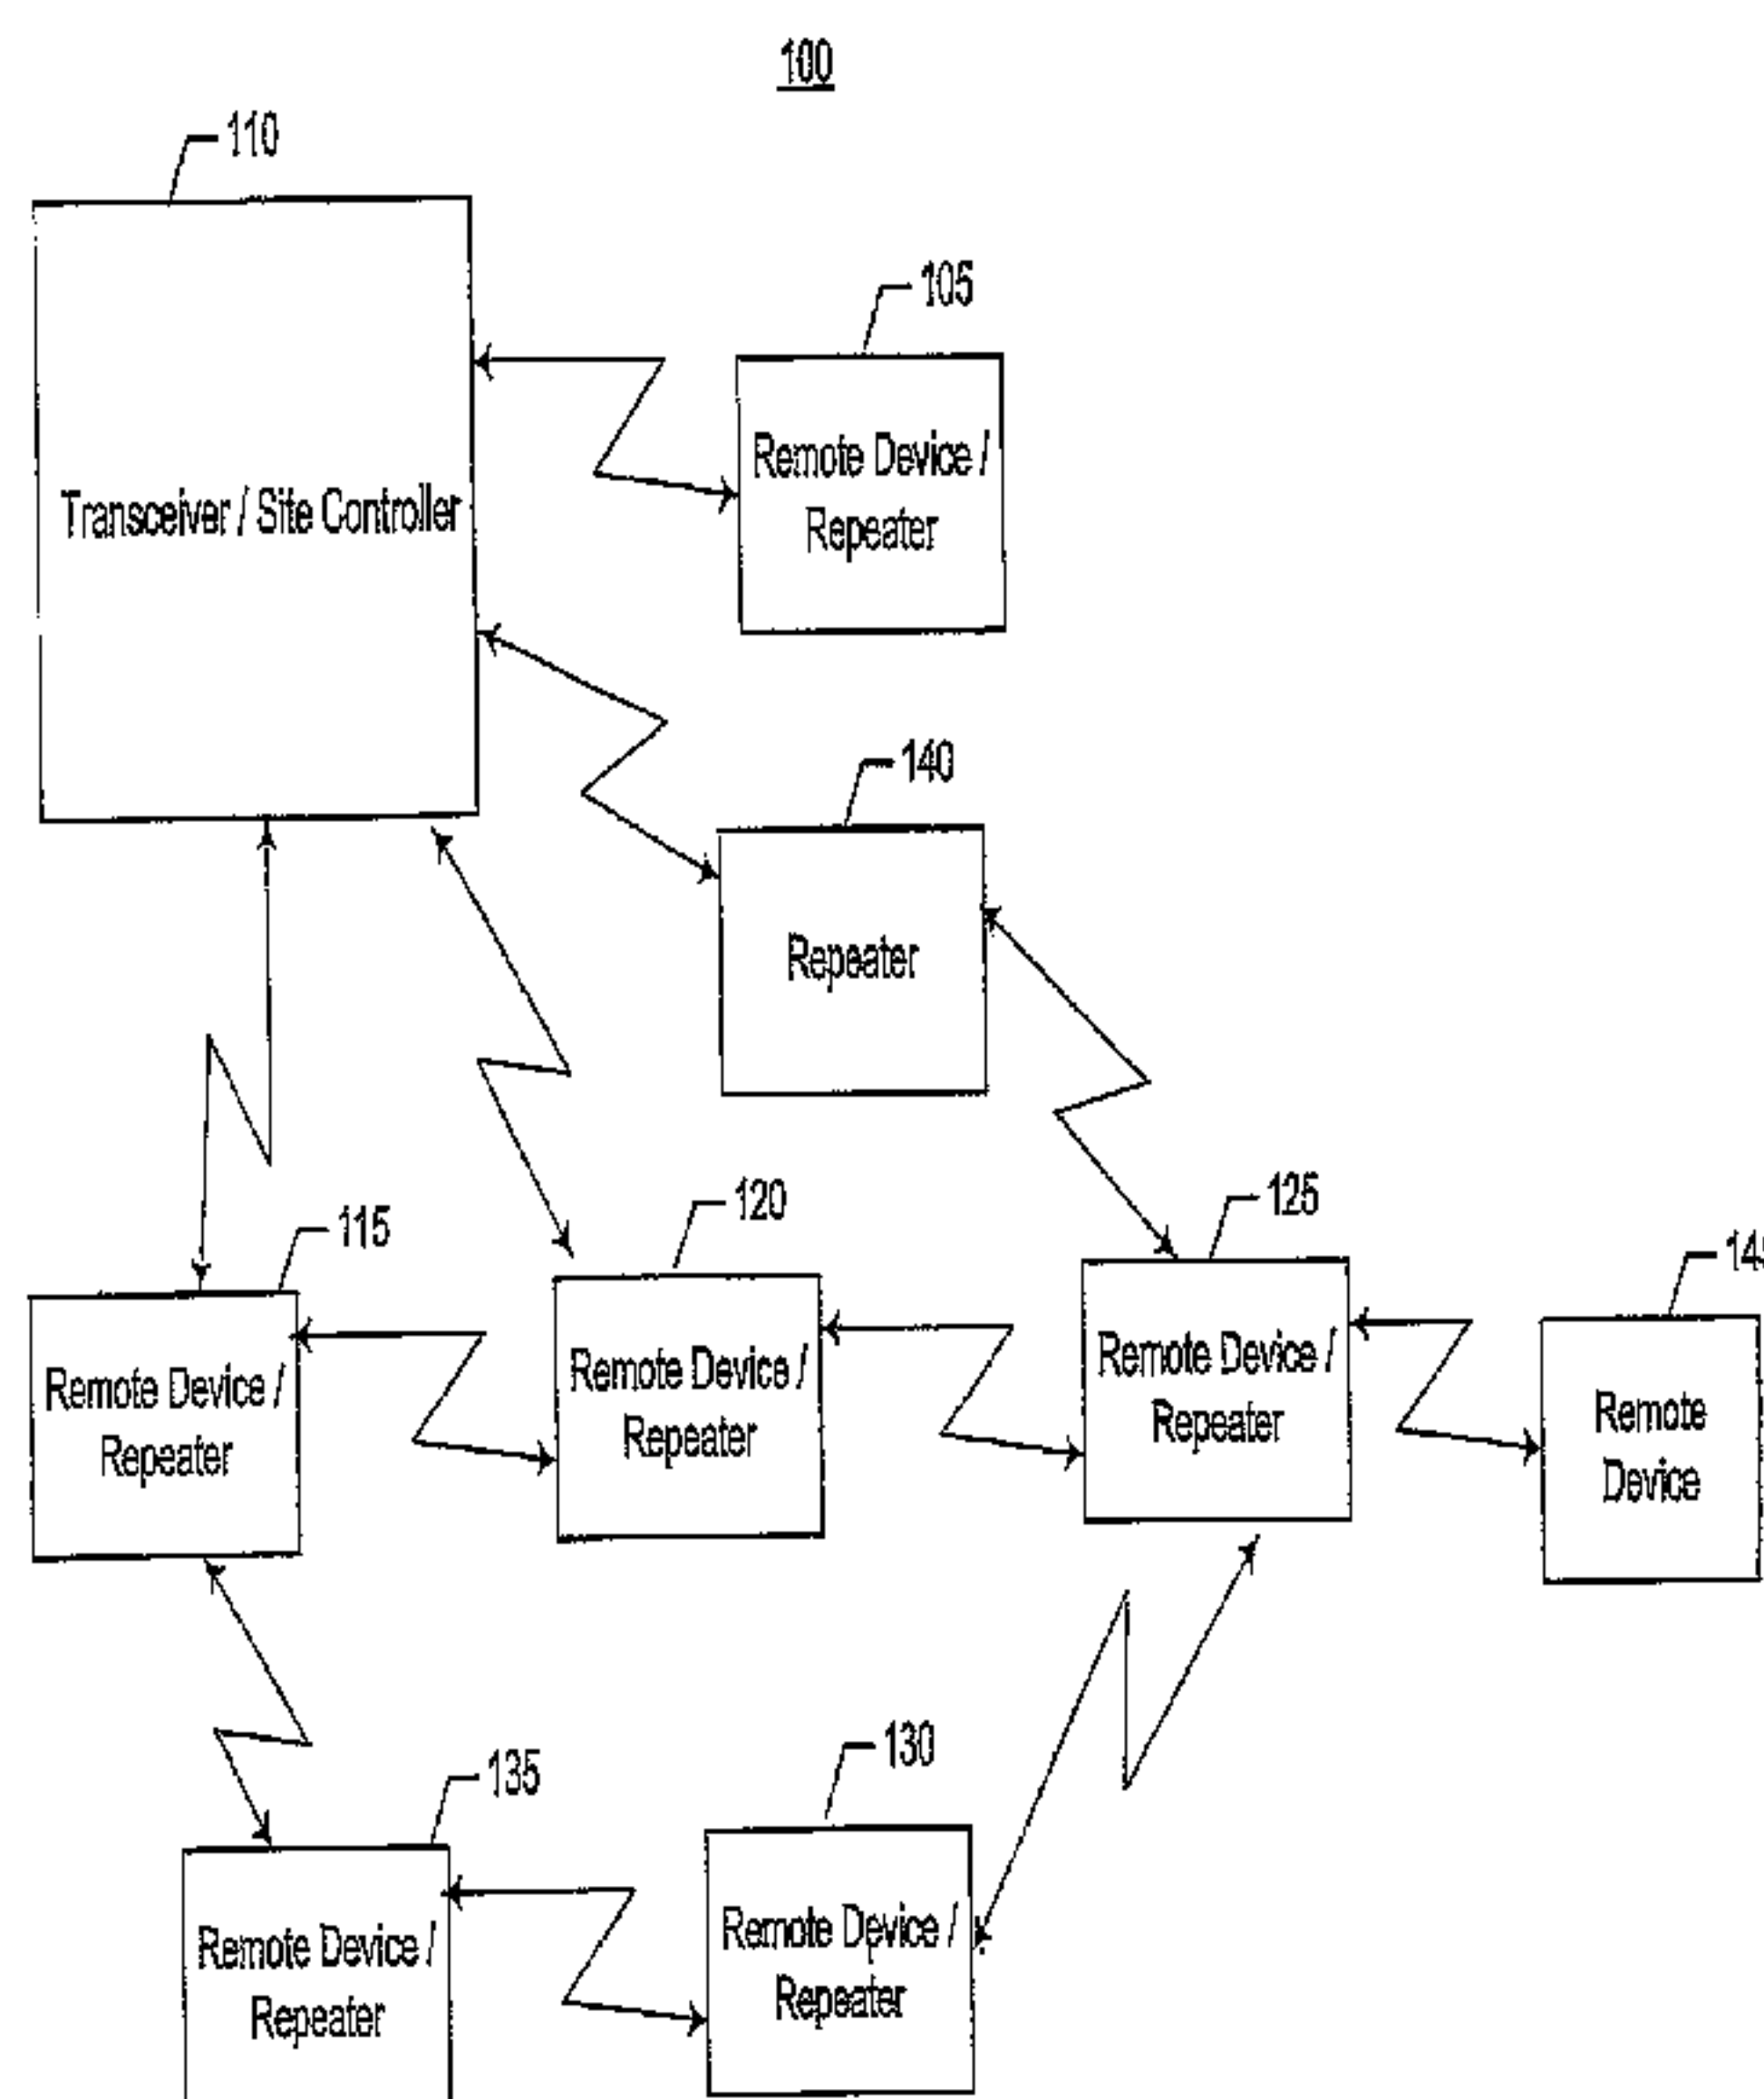 100
110
105
Remote Device /
Repeater
Transceiver / Site Controller
140
Repeater
115
120
125
Remote Device /
Repeater
Remote Device /
Repeater
Remote Device /
Repeater
Remote
Device
135
130
Remote Device /
Repeater
Remote Device /
Repeater